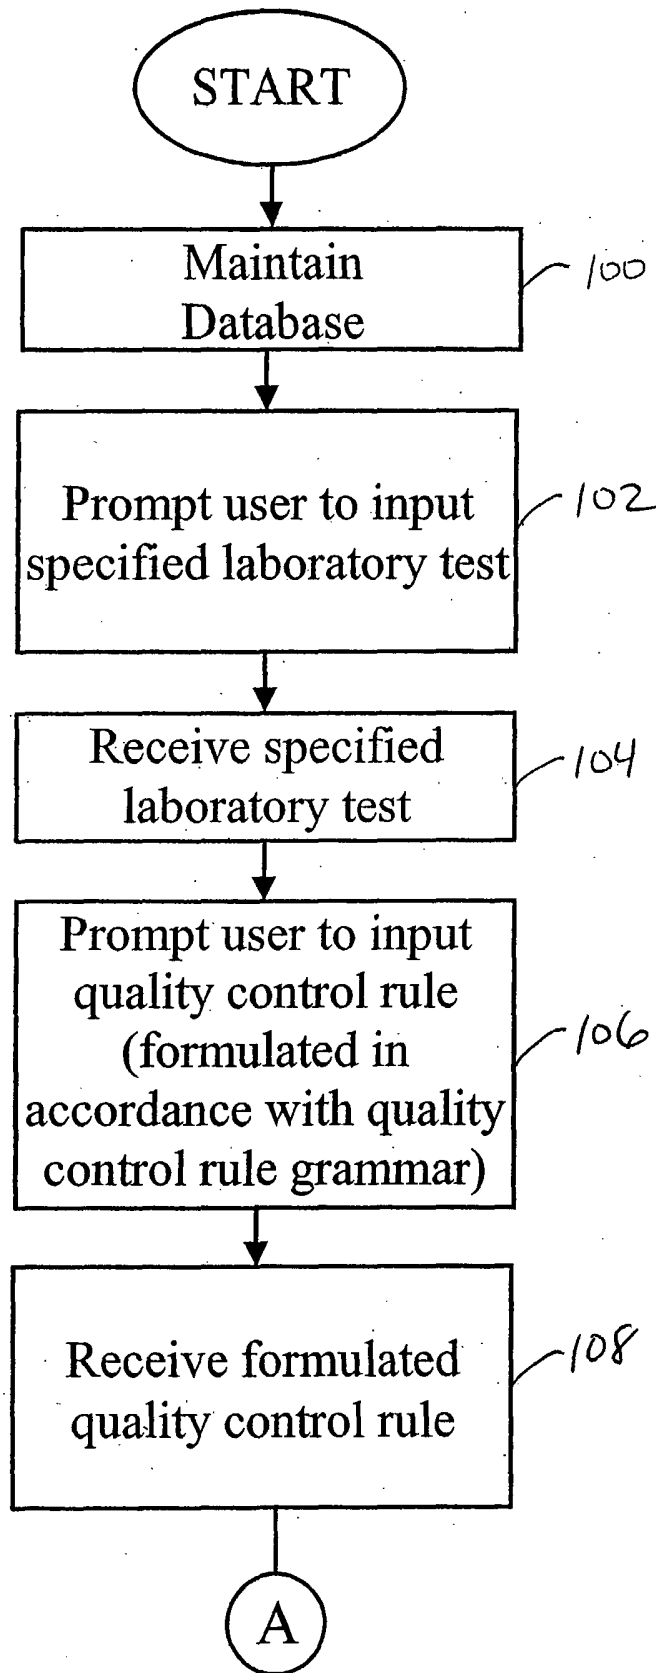 START
Maintain
Database
100
Prompt user to input
specified laboratory test
102
Receive specified
laboratory test
104
Prompt user to input
quality control rule
(formulated in
accordance with quality
control rule grammar)
106
Receive formulated
quality control rule
108
A